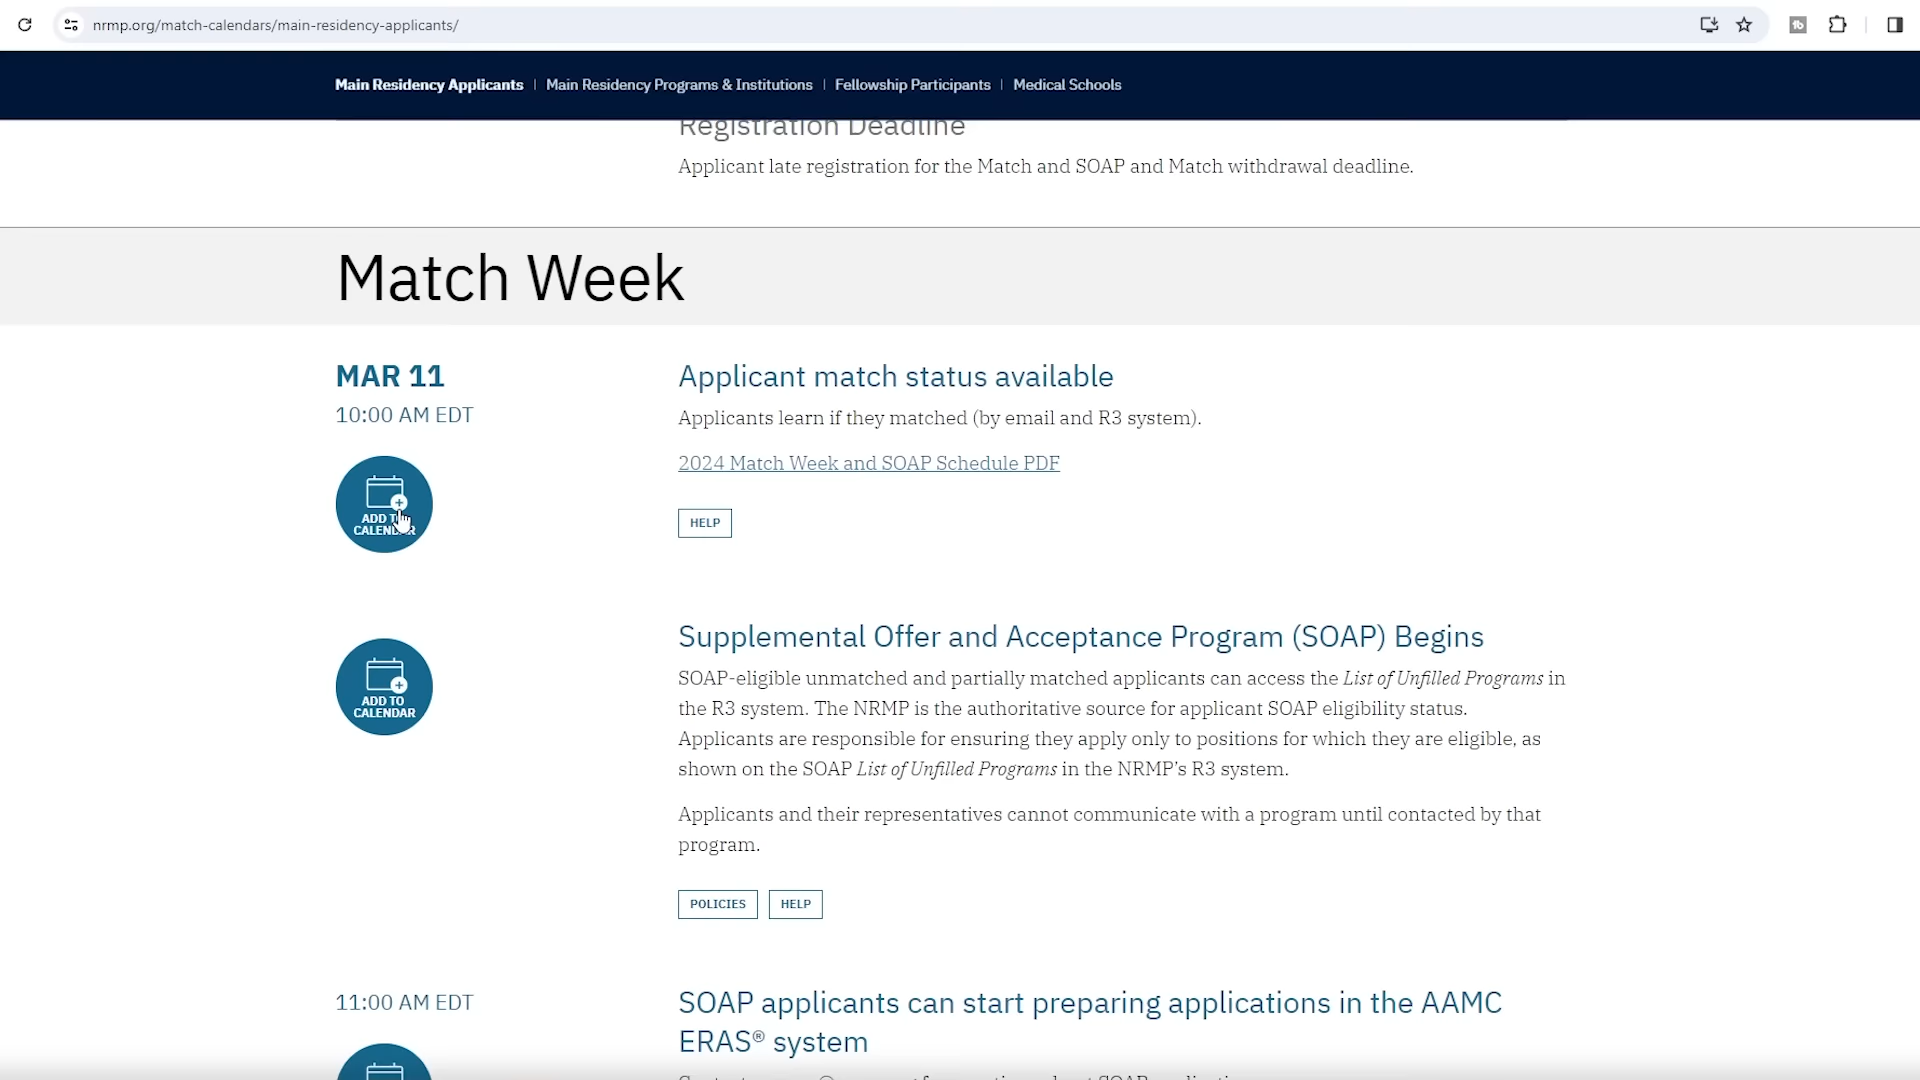 nrmp.org/match-calendars/main-residency-applicants/
Main Residency Applicants | Main Residency Programs & Institutions | Fellowship Participants | Medical Schools
Registration Deadline
Applicant late registration for the Match and SOAP and Match withdrawal deadline.
Match Week
MAR 11
10:00 AM EDT
ADD TO
CALENDAR
Applicant match status available
Applicants learn if they matched (by email and R3 system).
2024 Match Week and SOAP Schedule PDF
HELP
ADD TO
CALENDAR
Supplemental Offer and Acceptance Program (SOAP) Begins
SOAP-eligible unmatched and partially matched applicants can access the List of Unfilled Programs in
the R3 system. The NRMP is the authoritative source for applicant SOAP eligibility status.
Applicants are responsible for ensuring they apply only to positions for which they are eligible, as
shown on the SOAP List of Unfilled Programs in the NRMP's R3 system.
Applicants and their representatives cannot communicate with a program until contacted by that
program.
POLICIES HELP
11:00 AM EDT
SOAP applicants can start preparing applications in the AAMC
ERAS® system